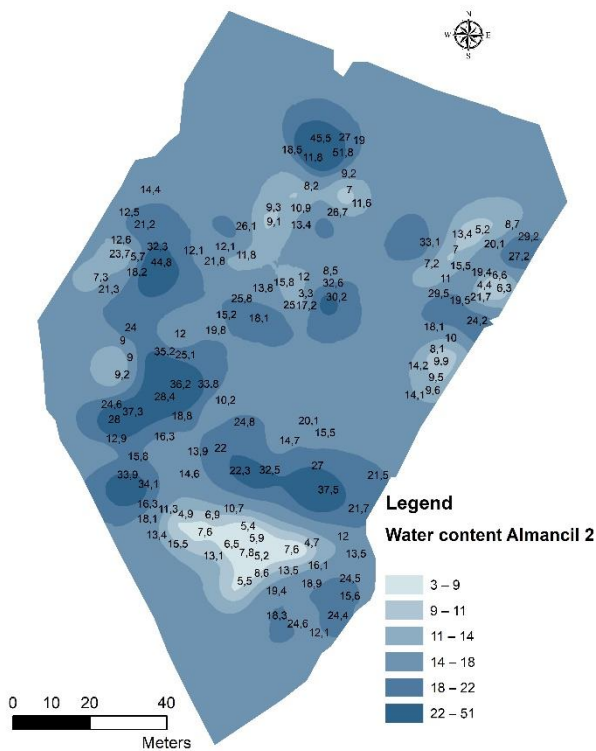 N
W E
S
45,5 27 19
18,5 11.8 51,8
9,2
8,2 7
14,4
11,6
9,3 10,9 26,7
12,5
9,1 13,4
21,2 26,1
8,7
13,4 5,2
29,2
12,6 32,3 12,1
33,1 20,1
23,7 5,7 12,1 11,8
7
27,2
44,8 21,8
7,2 15,5
18,2 8,5
19,4 6,6
7,3 12 32,6
11 4,4 6,3
21,3 13,8 15,8
29,5 19,5 21,7
25,8 3,3 30,2
25 17,2
15,2 18,1
24,2
24 19,8
18,1
12
10
9
8,1
35,2 25,1
9 14,2 9,9
9,2
9,5
36,2 33,8
9,6
28,4 14,1
24,6 10,2
37,3 18,8
28 24,8 20,1
12,9 16,3 15,5
14,7
13,9 22
15,8
33,9 14,6 22,3 32,5 27 21,5
34,1
37,5
16,3 11,3 10,7 21,7
18,1 4,9 6,9
5,4
13,4 7,6 12
15,5 6,5 5,9 4,7
7,8 7,6
13,1 5,2 13,5
8,6 13,5 16,1
5,5 18,9 24,5
19,4 15,6
18,3 24,4
24,6
12,1
Legend
Water content Almancil 2
3 – 9
9 – 11
11 – 14
14 – 18
18 – 22
22 – 51
0 10 20 40
Meters